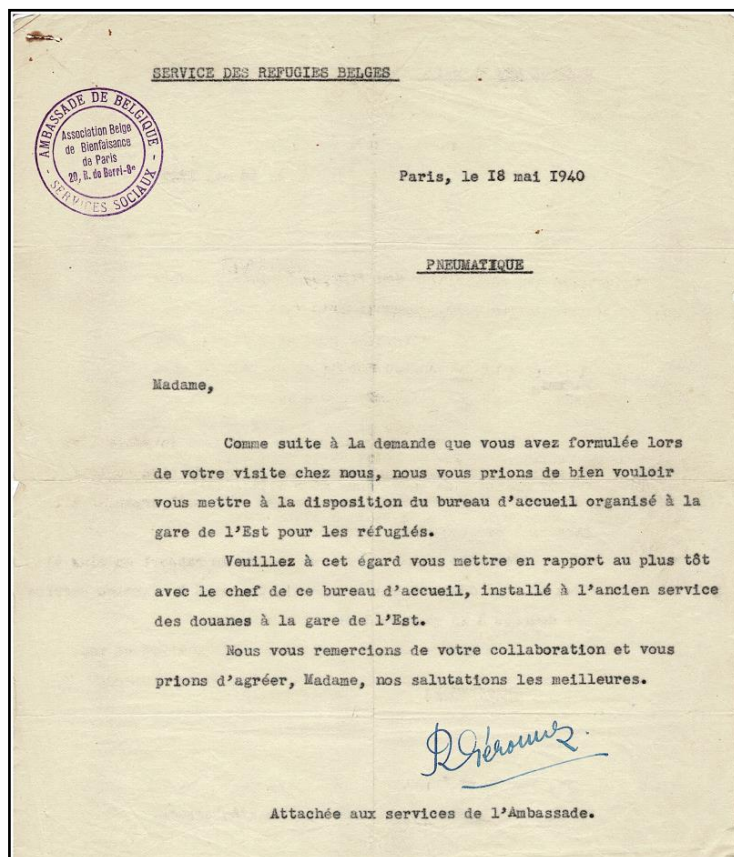 SERVICE DES REFUGIES BELGES
AMBASSADE DE BELGIQUE
Association Belge
de Bienfaisance
de Paris
20, R. de Berri-8e
- SERVICES SOCIAUX -
Paris, le I8 mai I940
PNEUMATIQUE
Madame,
Comme suite à la demande que vous avez formulée lors
de votre visite chez nous, nous vous prions de bien vouloir
vous mettre à la disposition du bureau d'accueil organisé à la
gare de l'Est pour les réfugiés.
Veuillez à cet égard vous mettre en rapport au plus tôt
avec le chef de ce bureau d'accueil, installé à l'ancien service
des douanes à la gare de l'Est.
Nous vous remercions de votre collaboration et vous
prions d'agréer, Madame, nos salutations les meilleures.
Attachée aux services de l'Ambassade.